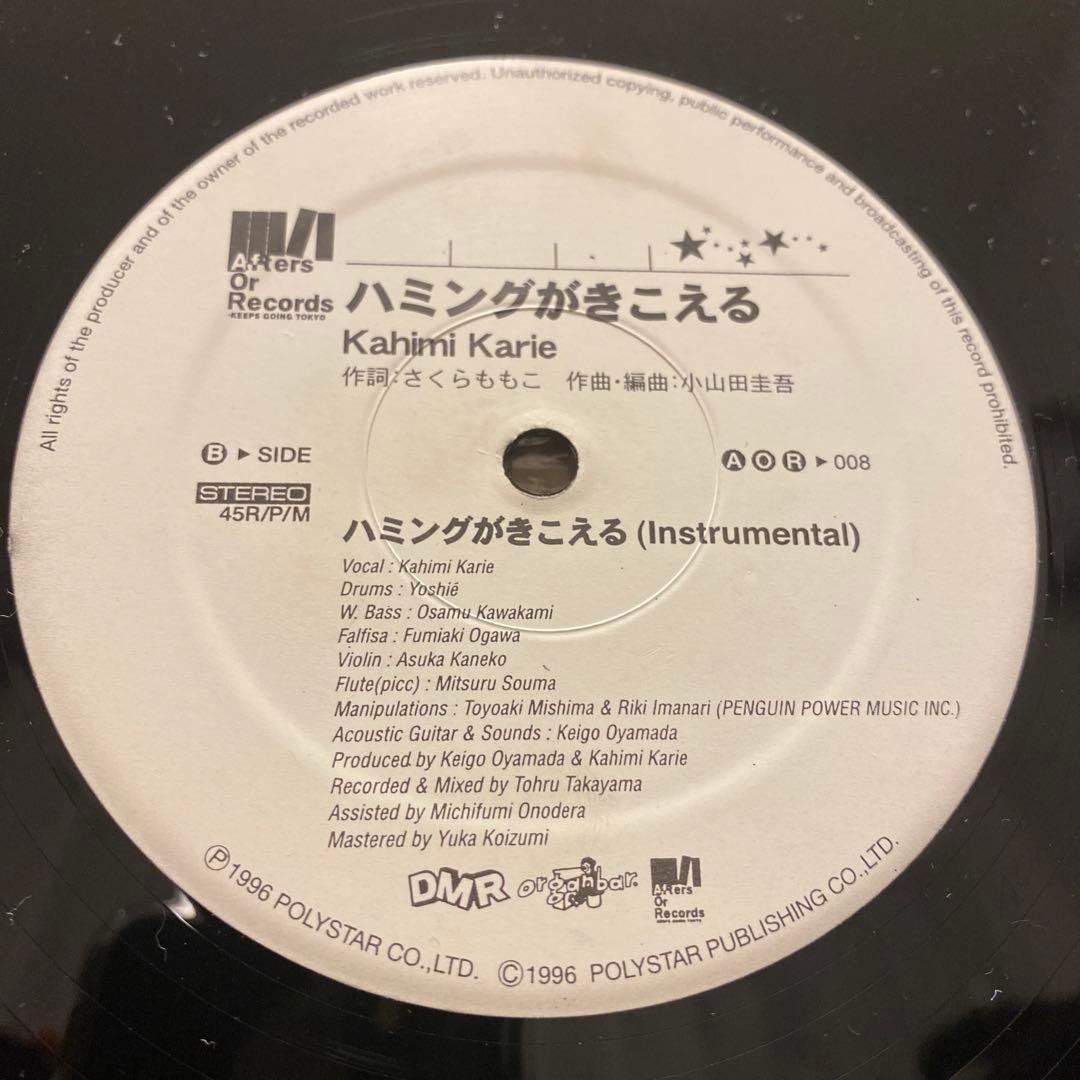 All rights of the producer and of the owner of the recorded work reserved. Unauthorized copying, public performance and broadcasting of this record prohibited.
Afters
Or
Records
-KEEPS GOING TOKYO
ハミングがきこえる
Kahimi Karie
作詞:さくらももこ 作曲・編曲:小山田圭吾
B ▶ SIDE
A O R ▶ 008
STEREO
45R/P/M
ハミングがきこえる (Instrumental)
Vocal : Kahimi Karie
Drums : Yoshié
W. Bass : Osamu Kawakami
Falfisa : Fumiaki Ogawa
Violin : Asuka Kaneko
Flute(picc) : Mitsuru Souma
Manipulations : Toyoaki Mishima & Riki Imanari (PENGUIN POWER MUSIC INC.)
Acoustic Guitar & Sounds : Keigo Oyamada
Produced by Keigo Oyamada & Kahimi Karie
Recorded & Mixed by Tohru Takayama
Assisted by Michifumi Onodera
Mastered by Yuka Koizumi
DMR
organbar.
Afters
Or
Records
-KEEPS GOING TOKYO
Ⓟ1996 POLYSTAR CO.,LTD. ©1996 POLYSTAR PUBLISHING CO.,LTD.